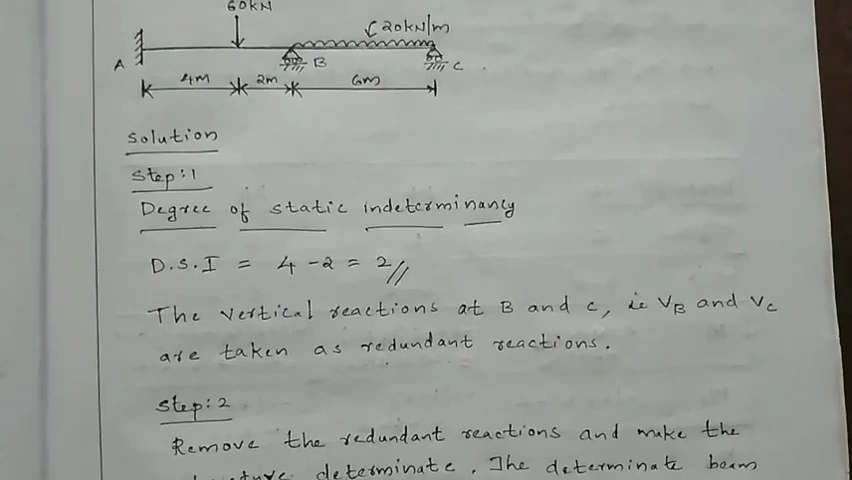 60KN
20KN/m
A
B
C
4m 2m 6m
Solution
Step:1
Degree of static indeterminancy
D.S.I = 4 - 2 = 2//
The vertical reactions at B and c, ie VB and Vc
are taken as redundant reactions.
Step:2
Remove the redundant reactions and make the
determinate. The determinate beam